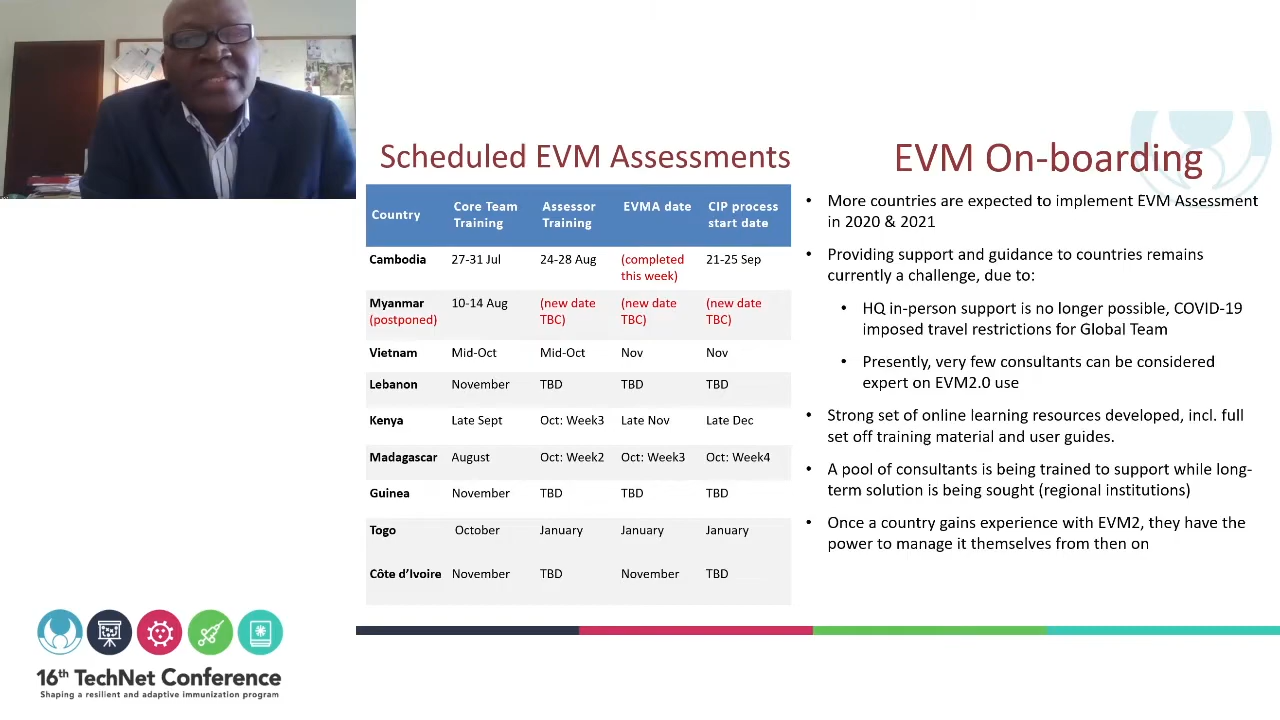 Scheduled EVM Assessments
Country Core Team Training Assessor Training EVMA date CIP process start date
Cambodia 27-31 Jul 24-28 Aug (completed this week) 21-25 Sep
Myanmar (postponed) 10-14 Aug (new date TBC) (new date TBC) (new date TBC)
Vietnam Mid-Oct Mid-Oct Nov Nov
Lebanon November TBD TBD TBD
Kenya Late Sept Oct: Week3 Late Nov Late Dec
Madagascar August Oct: Week2 Oct: Week3 Oct: Week4
Guinea November TBD TBD TBD
Togo October January January January
Côte d’Ivoire November TBD November TBD
EVM On-boarding
• More countries are expected to implement EVM Assessment
in 2020 & 2021
• Providing support and guidance to countries remains
currently a challenge, due to:
• HQ in-person support is no longer possible, COVID-19
imposed travel restrictions for Global Team
• Presently, very few consultants can be considered
expert on EVM2.0 use
• Strong set of online learning resources developed, incl. full
set off training material and user guides.
• A pool of consultants is being trained to support while long-
term solution is being sought (regional institutions)
• Once a country gains experience with EVM2, they have the
power to manage it themselves from then on
16th TechNet Conference
Shaping a resilient and adaptive immunization program